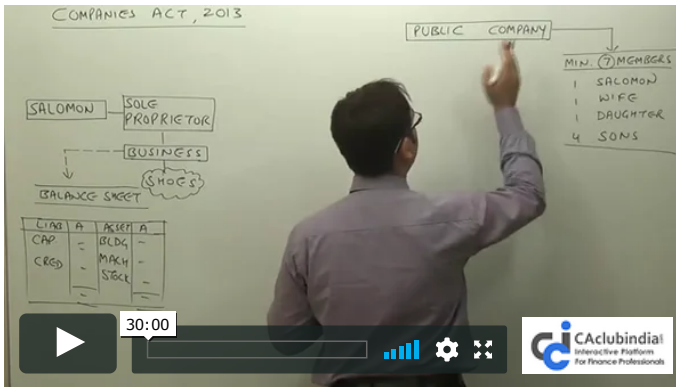 COMPANIES ACT, 2013
PUBLIC COMPANY
MIN. 7 MEMBERS
1 SALOMON
1 WIFE
1 DAUGHTER
4 SONS
SALOMON
SOLE PROPRIETOR
BUSINESS
SHOES
BALANCE SHEET
LIAB A ASSET A
CAP - BLDG -
CRED - MACH -
STOCK -
30:00
CAclubindia
Interactive Platform
For Finance Professionals